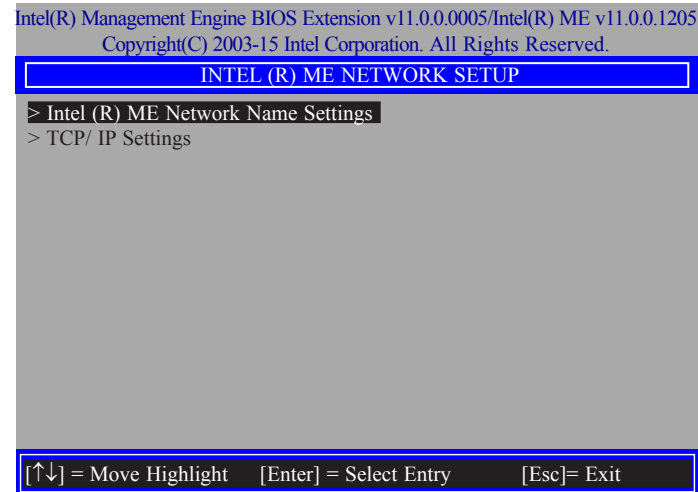 Intel(R) Management Engine BIOS Extension v11.0.0.0005/Intel(R) ME v11.0.0.1205
Copyright(C) 2003-15 Intel Corporation. All Rights Reserved.
INTEL (R) ME NETWORK SETUP
> Intel (R) ME Network Name Settings
> TCP/ IP Settings
[↑↓] = Move Highlight [Enter] = Select Entry [Esc]= Exit